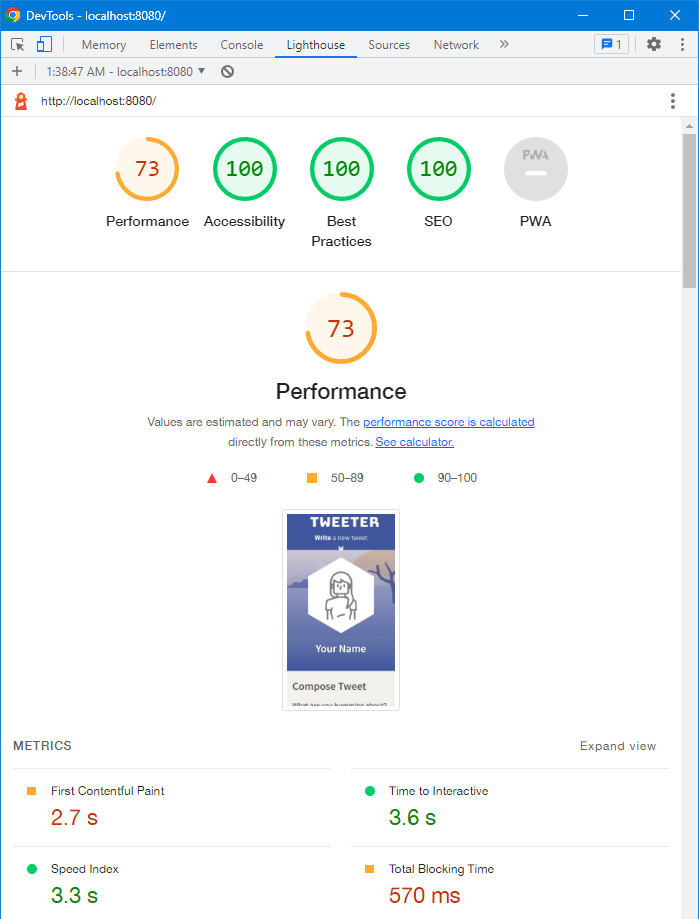 DevTools - localhost:8080/
Memory Elements Console Lighthouse Sources Network » 1
1:38:47 AM - localhost:8080
http://localhost:8080/
73 100 100 100 PWA
Performance Accessibility Best Practices SEO PWA
73
Performance
Values are estimated and may vary. The performance score is calculated
directly from these metrics. See calculator.
0–49 50–89 90–100
TWEETER
Write a new tweet
Your Name
Compose Tweet
What are you humming about?
METRICS Expand view
First Contentful Paint Time to Interactive
2.7 s 3.6 s
Speed Index Total Blocking Time
3.3 s 570 ms